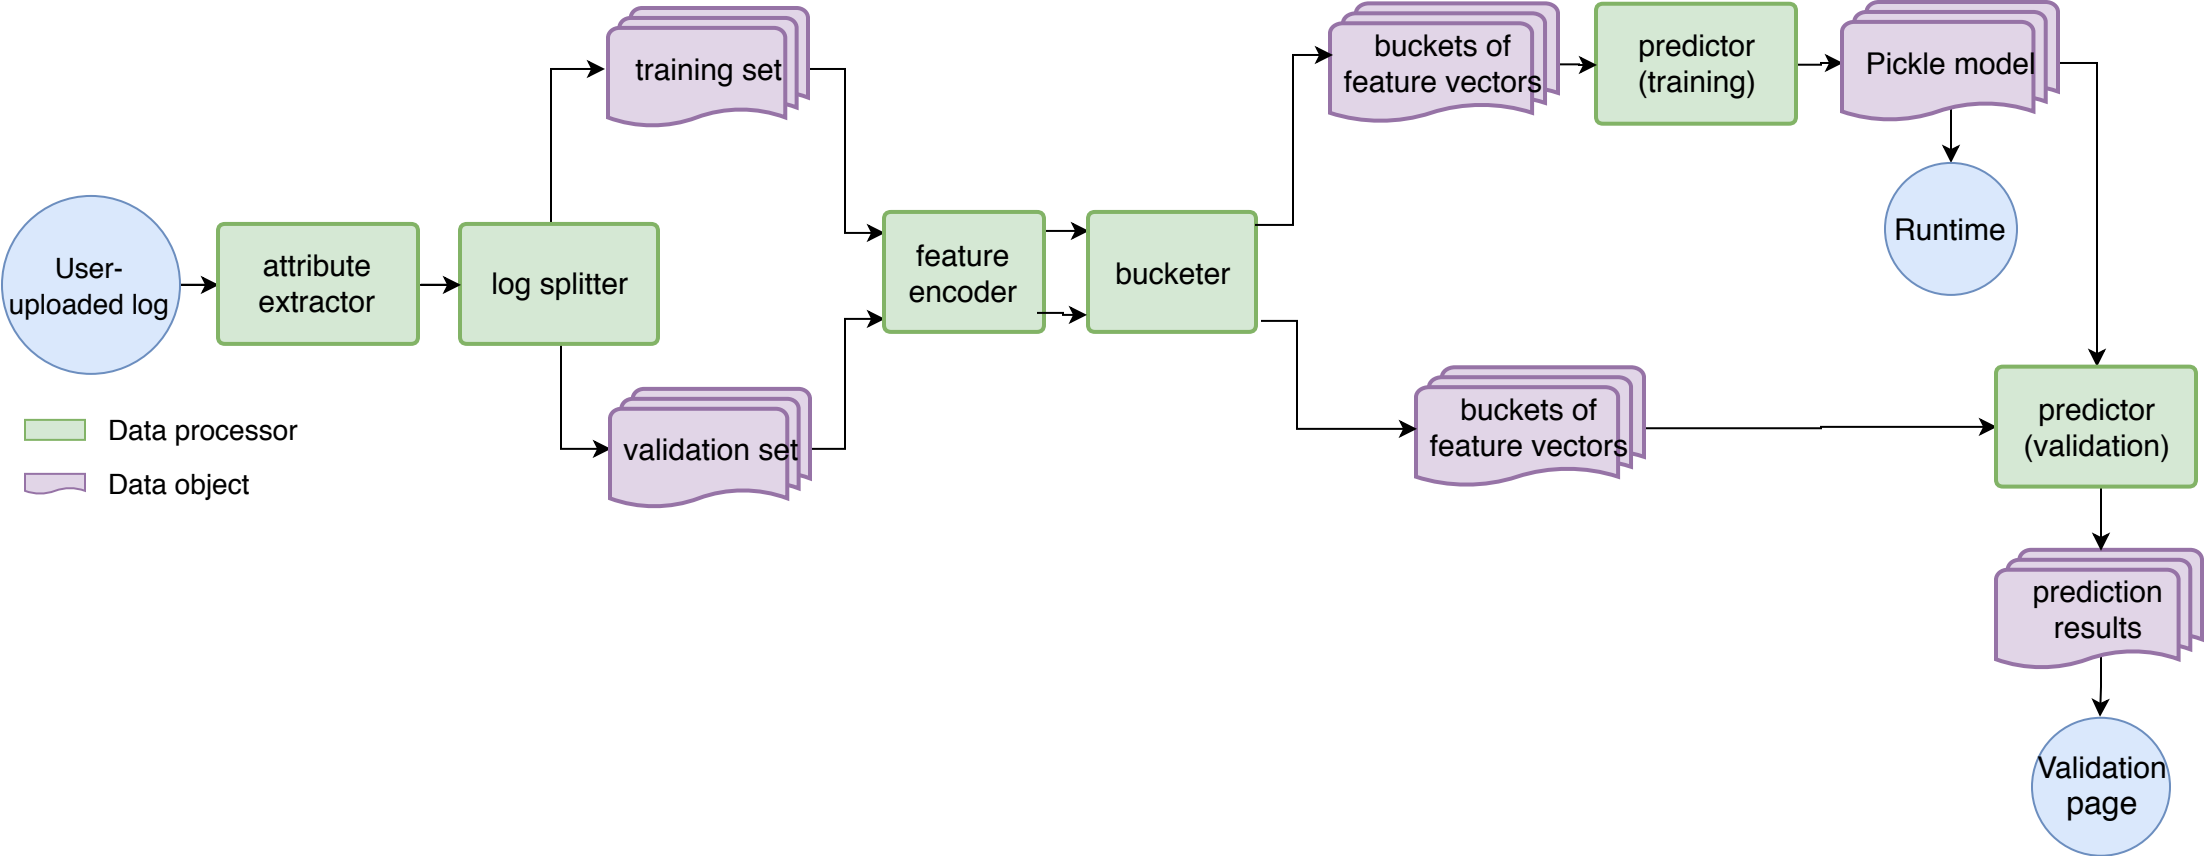 User-
uploaded log
attribute
extractor
log splitter
training set
validation set
feature
encoder
bucketer
buckets of
feature vectors
predictor
(training)
Pickle model
Runtime
buckets of
feature vectors
predictor
(validation)
prediction
results
Validation
page
Data processor
Data object